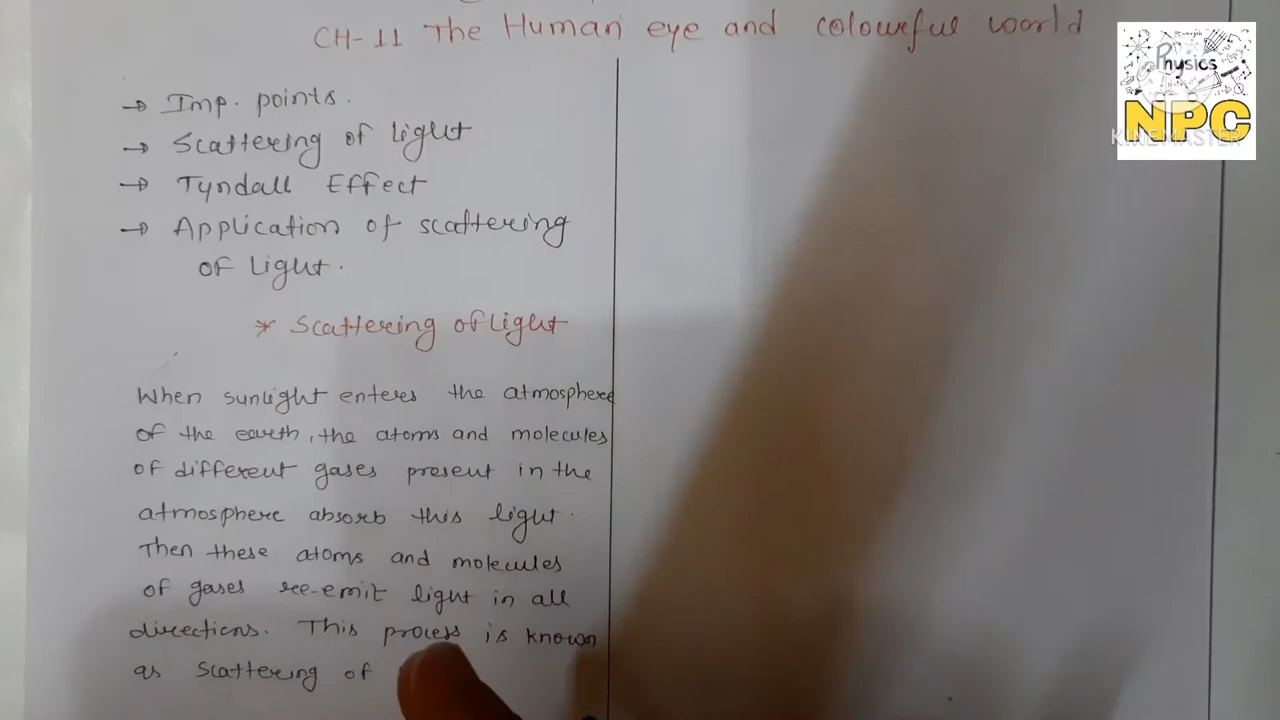 CH-11 The Human eye and colourful world
→ Imp. points.
→ Scattering of light
→ Tyndall Effect
→ Application of scattering
of light.
* Scattering of light
When sunlight enters the atmosphere
of the earth, the atoms and molecules
of different gases present in the
atmosphere absorb this light.
Then these atoms and molecules
of gases re-emit light in all
directions. This process is known
as scattering of
Physics
NPC
KINEMASTER